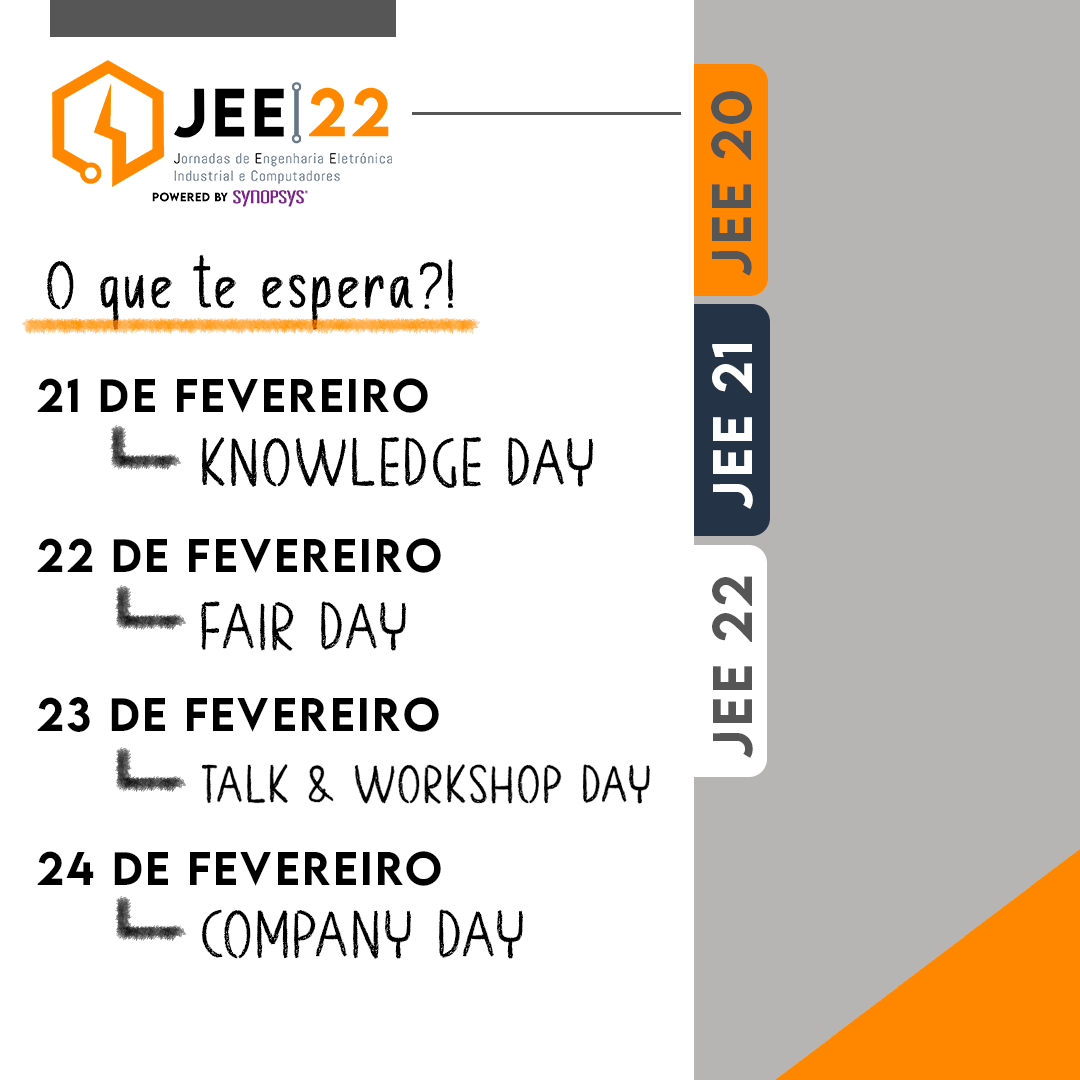 JEE|22
Jornadas de Engenharia Eletrónica
Industrial e Computadores
POWERED BY SYNOPSYS®
O que te espera?!
21 DE FEVEREIRO
KNOWLEDGE DAY
22 DE FEVEREIRO
FAIR DAY
23 DE FEVEREIRO
TALK & WORKSHOP DAY
24 DE FEVEREIRO
COMPANY DAY
JEE 20
JEE 21
JEE 22